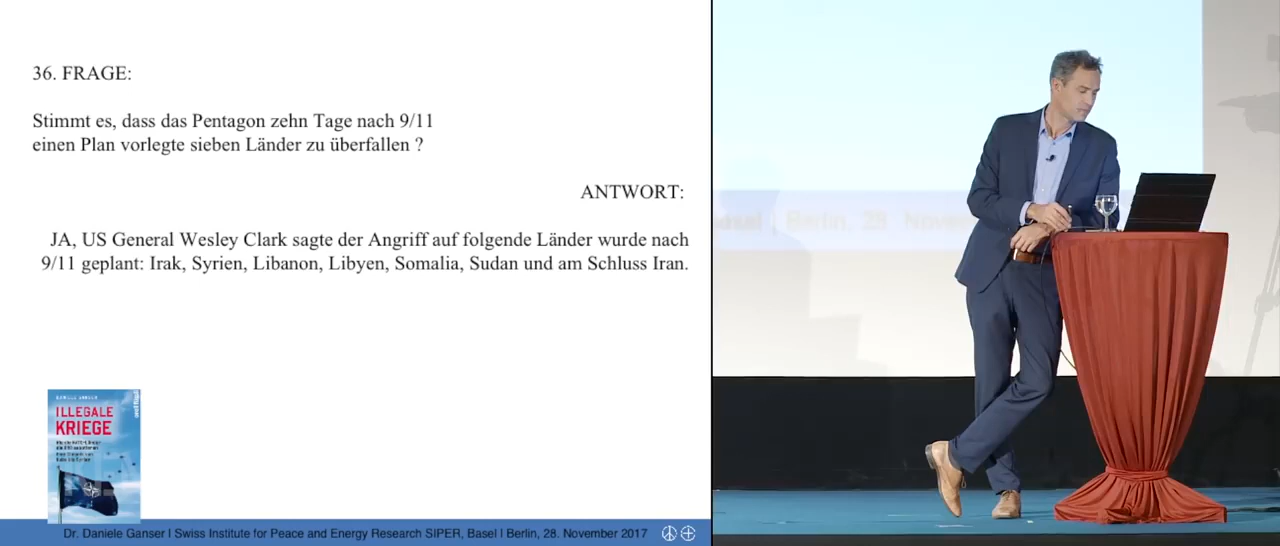 36. FRAGE:
Stimmt es, dass das Pentagon zehn Tage nach 9/11
einen Plan vorlegte sieben Länder zu überfallen ?
ANTWORT:
JA, US General Wesley Clark sagte der Angriff auf folgende Länder wurde nach
9/11 geplant: Irak, Syrien, Libanon, Libyen, Somalia, Sudan und am Schluss Iran.
ILLEGALE
KRIEGE
Dr. Daniele Ganser I Swiss Institute for Peace and Energy Research SIPER, Basel I Berlin, 28. November 2017
Berlin, 28